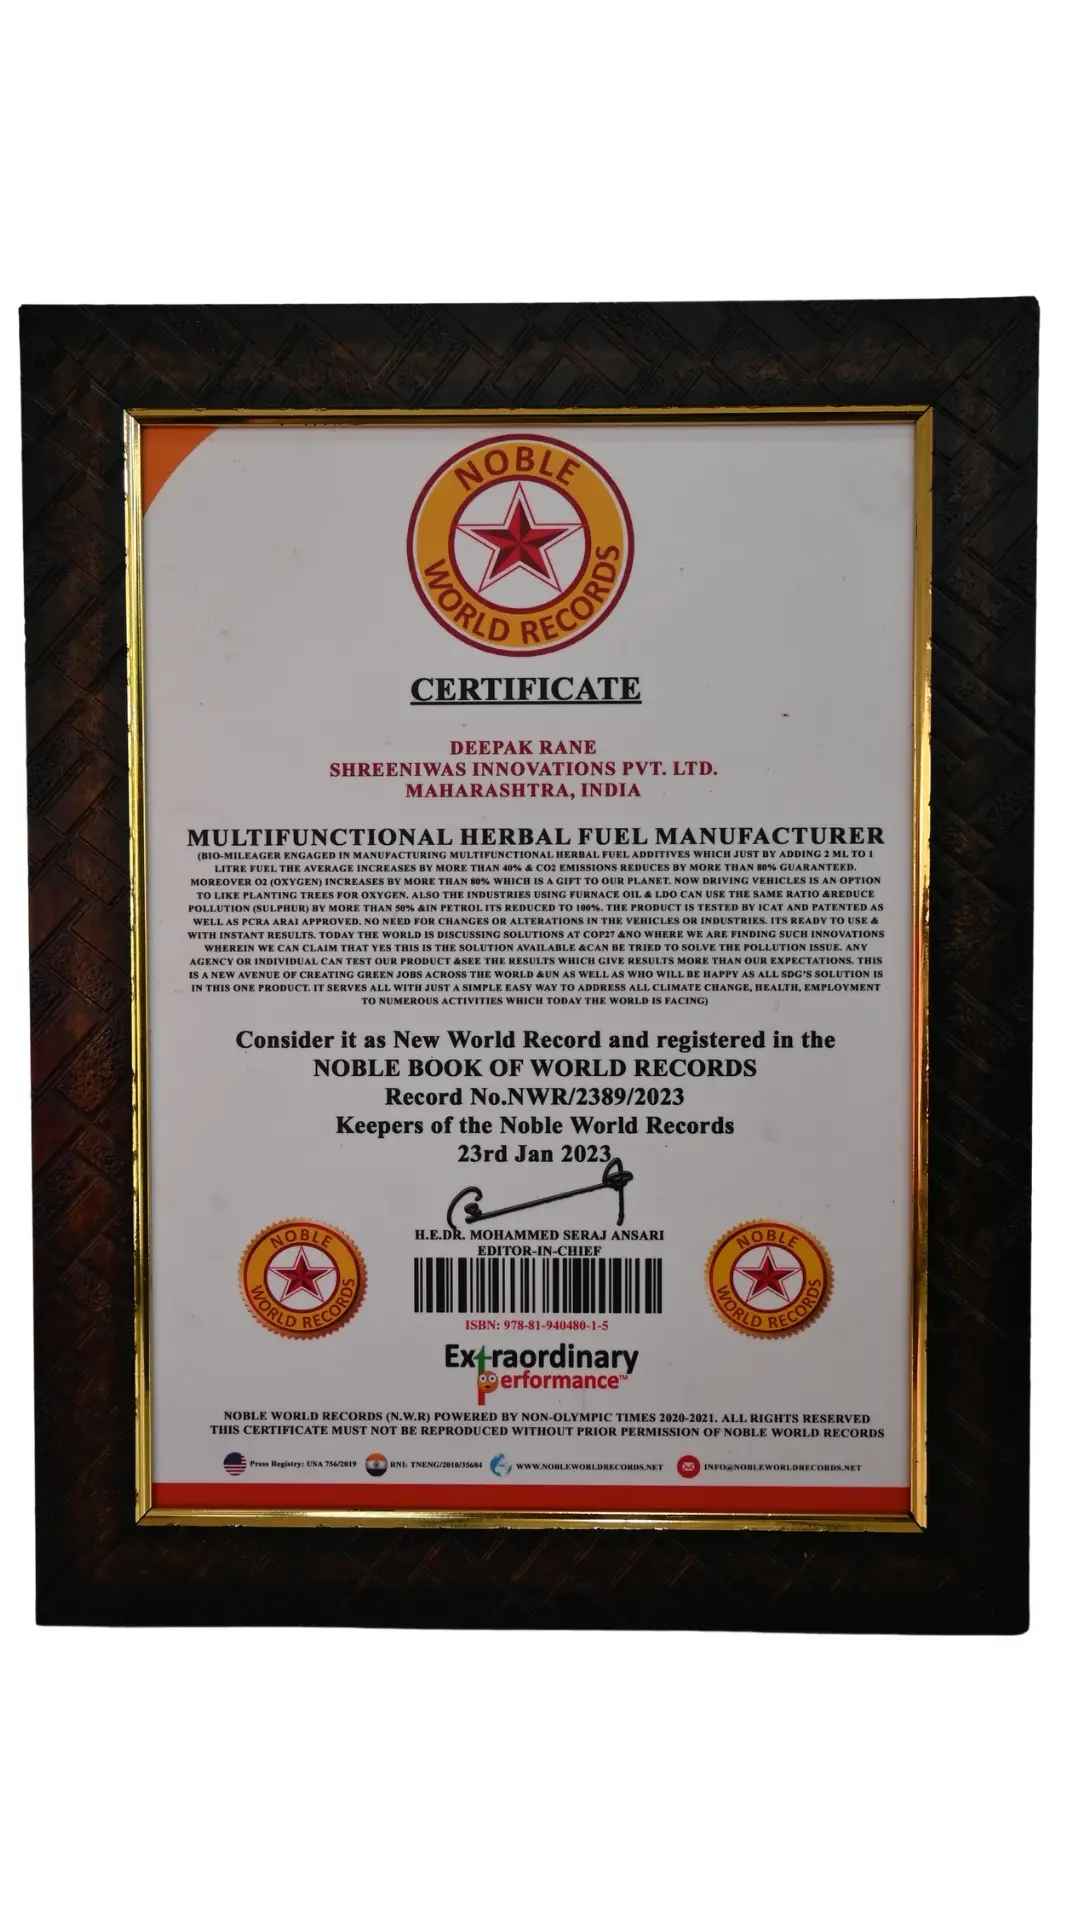 NOBLE
WORLD RECORDS
CERTIFICATE
DEEPAK RANE
SHREENIWAS INNOVATIONS PVT. LTD.
MAHARASHTRA, INDIA
MULTIFUNCTIONAL HERBAL FUEL MANUFACTURER
(BIO-MILEAGER ENGAGED IN MANUFACTURING MULTIFUNCTIONAL HERBAL FUEL ADDITIVES WHICH JUST BY ADDING 2 ML TO 1
LITRE FUEL THE AVERAGE INCREASES BY MORE THAN 40% & CO2 EMISSIONS REDUCES BY MORE THAN 80% GUARANTEED.
MOREOVER O2 (OXYGEN) INCREASES BY MORE THAN 80% WHICH IS A GIFT TO OUR PLANET. NOW DRIVING VEHICLES IS AN OPTION
TO LIKE PLANTING TREES FOR OXYGEN. ALSO THE INDUSTRIES USING FURNACE OIL & LDO CAN USE THE SAME RATIO &REDUCE
POLLUTION (SULPHUR) BY MORE THAN 50% &IN PETROL ITS REDUCED TO 100%. THE PRODUCT IS TESTED BY ICAT AND PATENTED AS
WELL AS PCRA ARAI APPROVED. NO NEED FOR CHANGES OR ALTERATIONS IN THE VEHICLES OR INDUSTRIES. ITS READY TO USE &
WITH INSTANT RESULTS. TODAY THE WORLD IS DISCUSSING SOLUTIONS AT COP27 &NO WHERE WE ARE FINDING SUCH INNOVATIONS
WHEREIN WE CAN CLAIM THAT YES THIS IS THE SOLUTION AVAILABLE &CAN BE TRIED TO SOLVE THE POLLUTION ISSUE. ANY
AGENCY OR INDIVIDUAL CAN TEST OUR PRODUCT &SEE THE RESULTS WHICH GIVE RESULTS MORE THAN OUR EXPECTATIONS. THIS
IS A NEW AVENUE OF CREATING GREEN JOBS ACROSS THE WORLD &UN AS WELL AS WHO WILL BE HAPPY AS ALL SDG'S SOLUTION IS
IN THIS ONE PRODUCT. IT SERVES ALL WITH JUST A SIMPLE EASY WAY TO ADDRESS ALL CLIMATE CHANGE, HEALTH, EMPLOYMENT
TO NUMEROUS ACTIVITIES WHICH TODAY THE WORLD IS FACING)
Consider it as New World Record and registered in the
NOBLE BOOK OF WORLD RECORDS
Record No.NWR/2389/2023
Keepers of the Noble World Records
23rd Jan 2023
H.E.DR. MOHAMMED SERAJ ANSARI
EDITOR-IN-CHIEF
NOBLE
WORLD RECORDS
NOBLE
WORLD RECORDS
ISBN: 978-81-940480-1-5
Extraordinary
performance™
NOBLE WORLD RECORDS (N.W.R) POWERED BY NON-OLYMPIC TIMES 2020-2021. ALL RIGHTS RESERVED
THIS CERTIFICATE MUST NOT BE REPRODUCED WITHOUT PRIOR PERMISSION OF NOBLE WORLD RECORDS
Press Registry: USA 756/2019 RNI: TNENG/2010/35684 WWW.NOBLEWORLDRECORDS.NET INFO@NOBLEWORLDRECORDS.NET